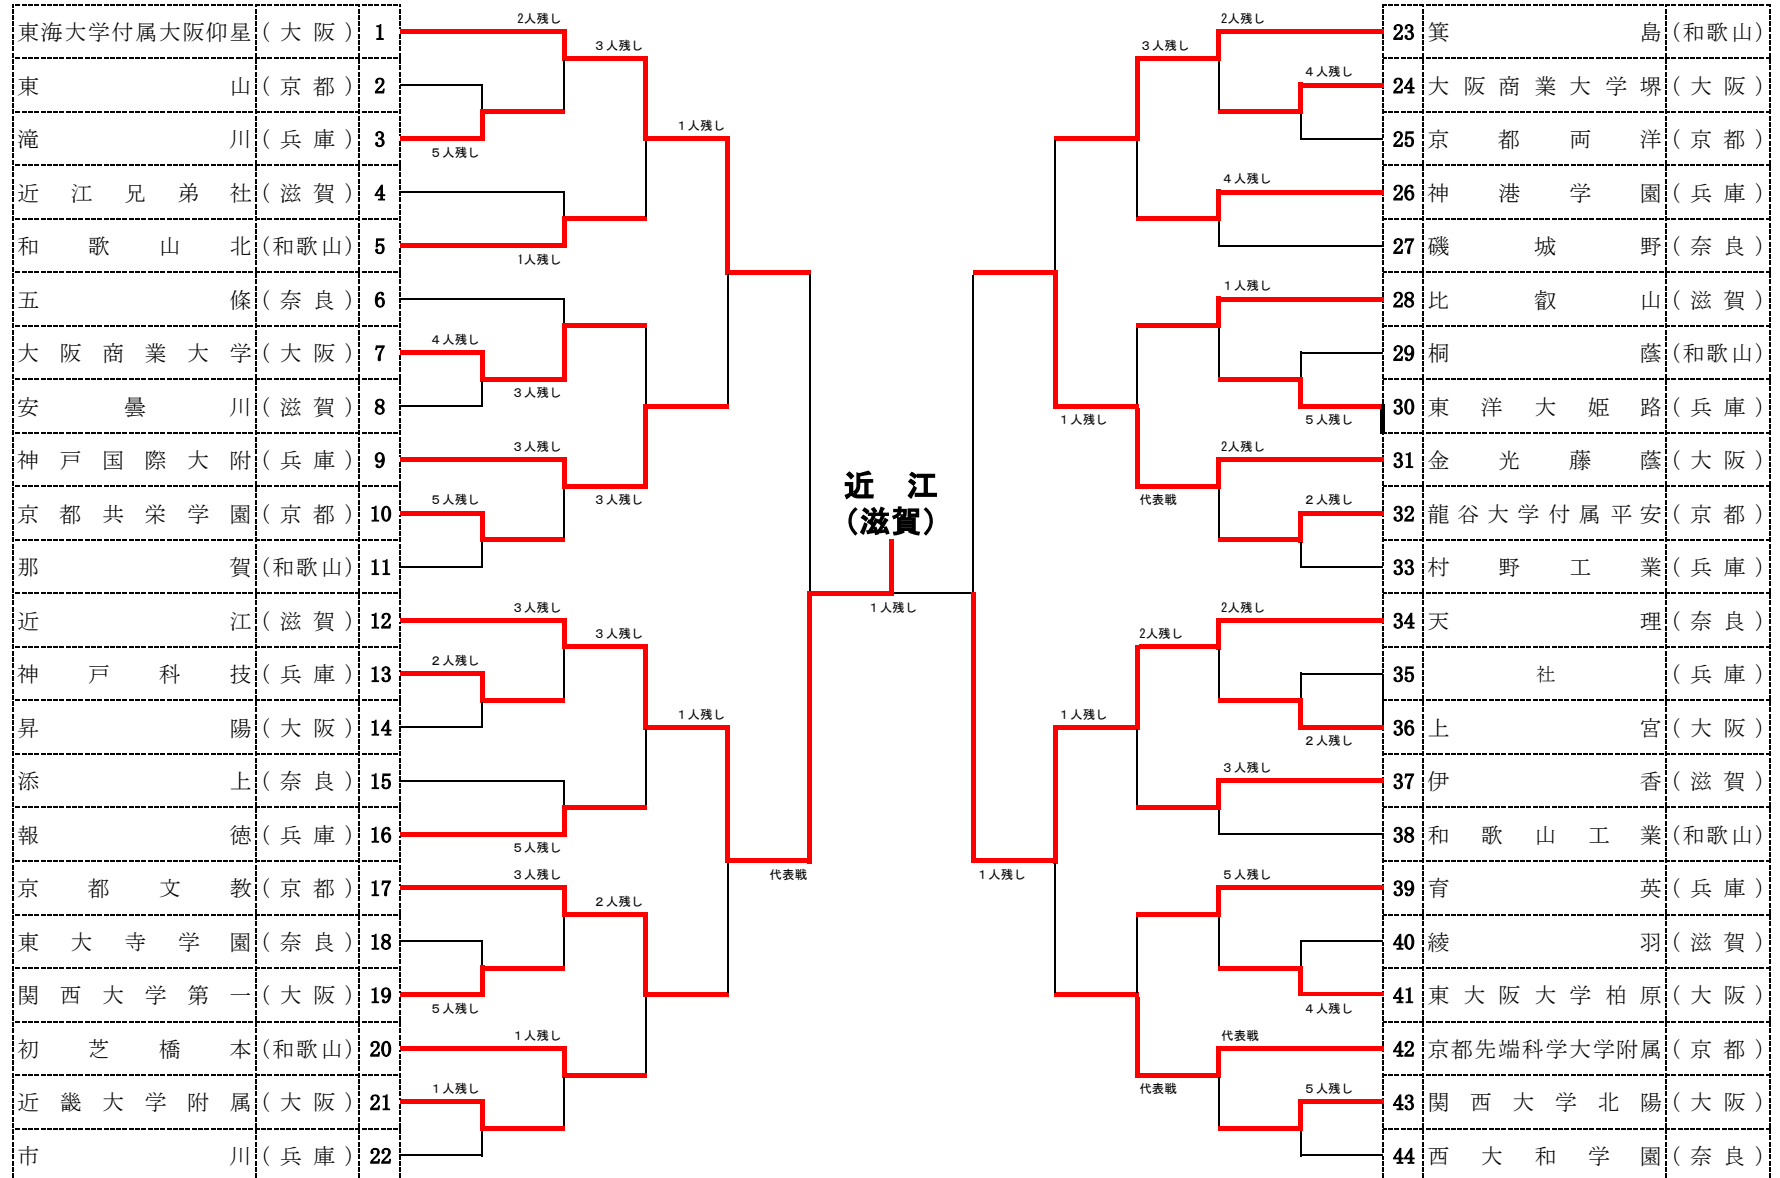 東海大学付属大阪仰星 (大阪) 1
東山 (京都) 2
滝川 (兵庫) 3
近江兄弟社 (滋賀) 4
和歌山北 (和歌山) 5
五條 (奈良) 6
大阪商業大学 (大阪) 7
安曇川 (滋賀) 8
神戸国際大附 (兵庫) 9
京都共栄学園 (京都) 10
那賀 (和歌山) 11
近江 (滋賀) 12
神戸科技 (兵庫) 13
昇陽 (大阪) 14
添上 (奈良) 15
報徳 (兵庫) 16
京都文教 (京都) 17
東大寺学園 (奈良) 18
関西大学第一 (大阪) 19
初芝橋本 (和歌山) 20
近畿大学附属 (大阪) 21
市川 (兵庫) 22
2人残し
5人残し
1人残し
4人残し
3人残し
3人残し
5人残し
3人残し
2人残し
5人残し
3人残し
5人残し
1人残し
1人残し
3人残し
3人残し
3人残し
2人残し
1人残し
1人残し
代表戦
近江
(滋賀)
1人残し
1人残し
1人残し
1人残し
3人残し
代表戦
2人残し
代表戦
2人残し
4人残し
4人残し
1人残し
5人残し
2人残し
2人残し
2人残し
2人残し
3人残し
5人残し
4人残し
代表戦
5人残し
23 箕島 (和歌山)
24 大阪商業大学堺 (大阪)
25 京都両洋 (京都)
26 神港学園 (兵庫)
27 磯城野 (奈良)
28 比叡山 (滋賀)
29 桐蔭 (和歌山)
30 東洋大姫路 (兵庫)
31 金光藤蔭 (大阪)
32 龍谷大学付属平安 (京都)
33 村野工業 (兵庫)
34 天理 (奈良)
35 社 (兵庫)
36 上宮 (大阪)
37 伊香 (滋賀)
38 和歌山工業 (和歌山)
39 育英 (兵庫)
40 綾羽 (滋賀)
41 東大阪大学柏原 (大阪)
42 京都先端科学大学附属 (京都)
43 関西大学北陽 (大阪)
44 西大和学園 (奈良)